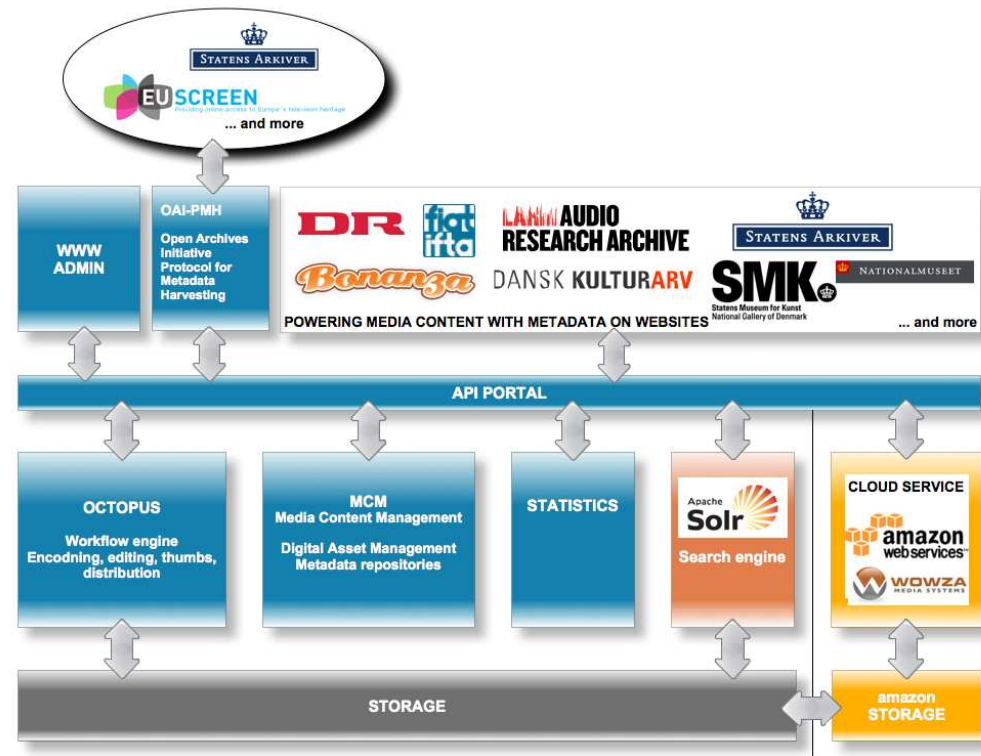 STATENS ARKIVER
EUSCREEN
Providing online access to Europe's television heritage
... and more
WWW
ADMIN
OAI-PMH
Open Archives
Initiative
Protocol for
Metadata
Harvesting
DR
fiat
ifta
LARM AUDIO
RESEARCH ARCHIVE
STATENS ARKIVER
Bonanza
DANSK KULTURARV
SMK
Statens Museum for Kunst
National Gallery of Denmark
NATIONALMUSEET
POWERING MEDIA CONTENT WITH METADATA ON WEBSITES
... and more
API PORTAL
OCTOPUS
Workflow engine
Encodning, editing, thumbs,
distribution
MCM
Media Content Management
Digital Asset Management
Metadata repositories
STATISTICS
Apache
Solr
Search engine
CLOUD SERVICE
amazon
webservices™
WOWZA
MEDIA SYSTEMS
STORAGE
amazon
STORAGE